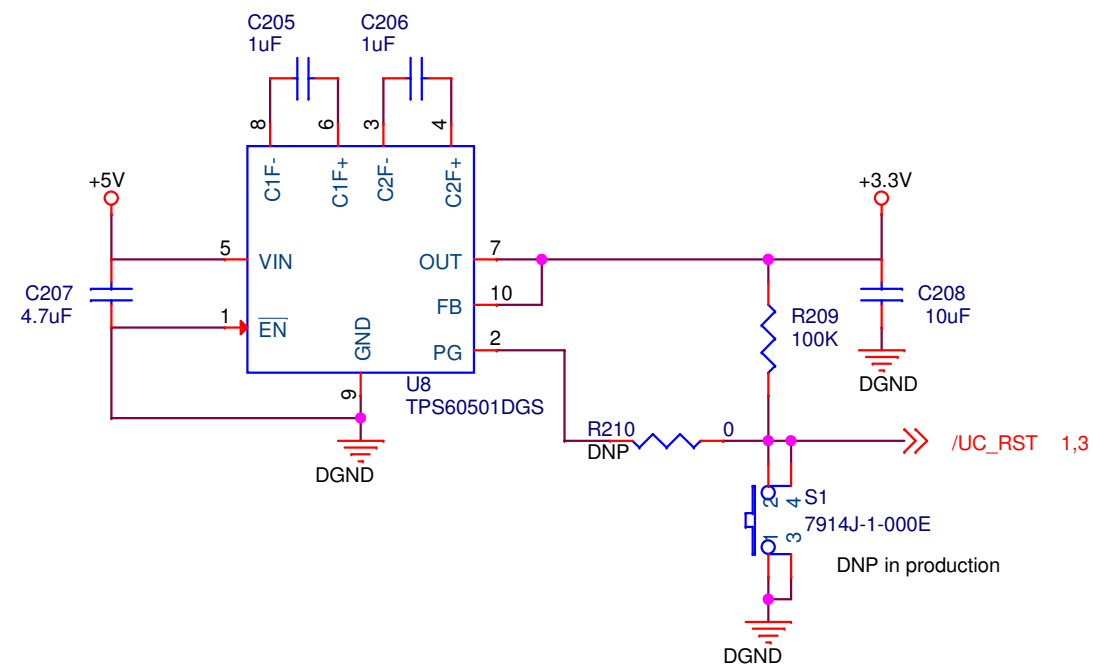 C205
1uF
C206
1uF
8
6
3
4
C1F-
C1F+
C2F-
C2F+
+5V
+3.3V
5
VIN
OUT
7
C207
4.7uF
10
FB
C208
10uF
1
EN
GND
R209
100K
PG
2
9
U8
TPS60501DGS
DGND
DGND
R210
0
DNP
/UC_RST 1,3
2
4
S1
7914J-1-000E
1
3
DNP in production
DGND